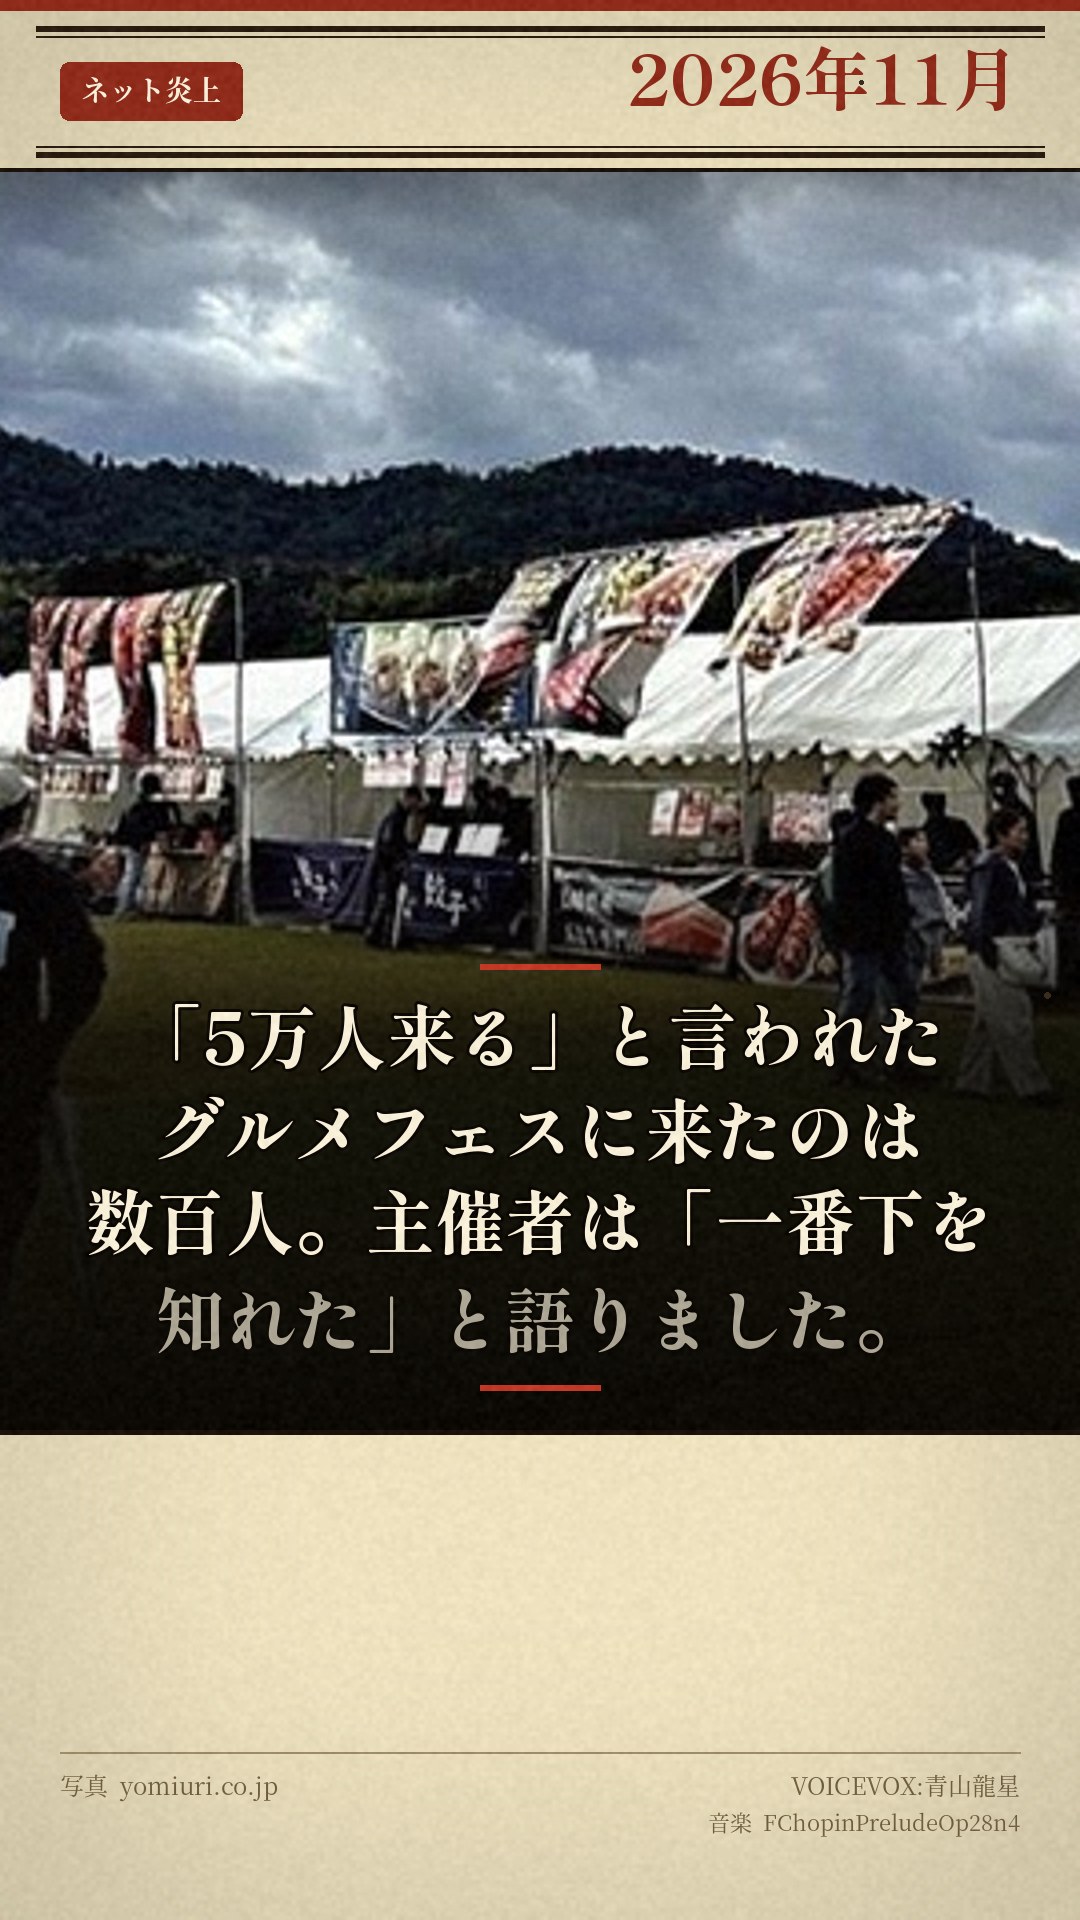 ネット炎上
2026年11月
「5万人来る」と言われた
グルメフェスに来たのは
数百人。主催者は「一番下を
知れた」と語りました。
写真 yomiuri.co.jp
VOICEVOX:青山龍星
音楽 FChopinPreludeOp28n4